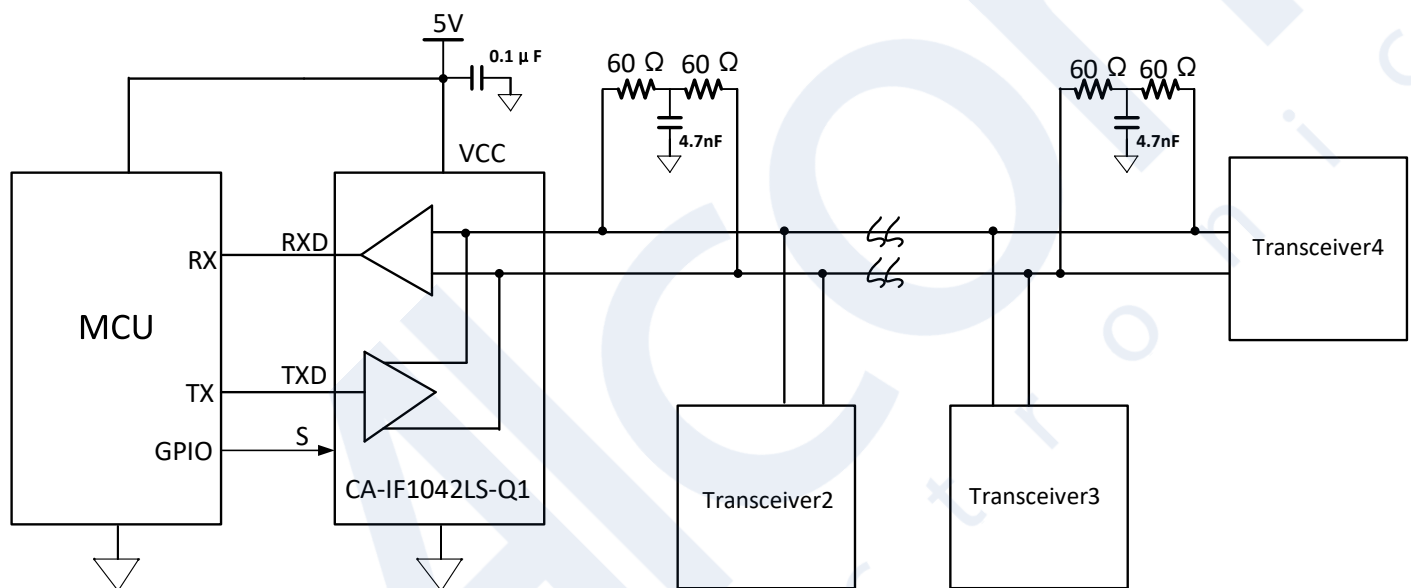 5V
0.1 µ F
60 Ω 60 Ω
60 Ω 60 Ω
4.7nF
4.7nF
VCC
RXD
RX
Transceiver4
MCU
TX
TXD
GPIO
S
CA-IF1042LS-Q1
Transceiver2
Transceiver3